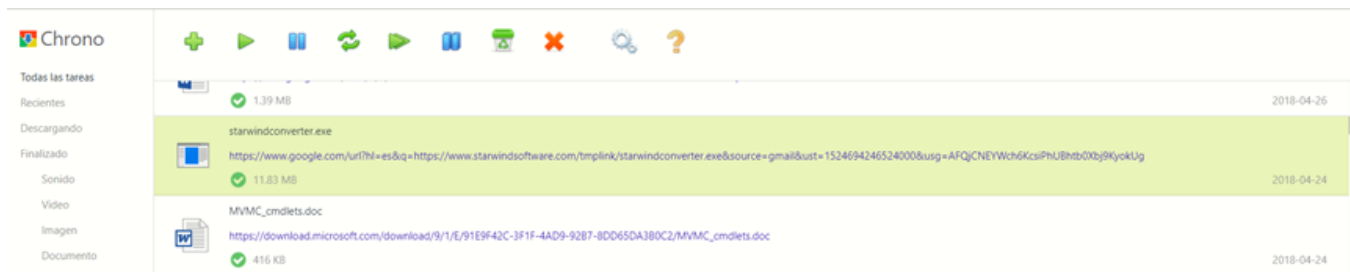 Chrono
Todas las tareas
Recientes
Descargando
Finalizado
Sonido
Video
Imagen
Documento
1.39 MB
2018-04-26
starwindconverter.exe
https://www.google.com/url?hl=es&q=https://www.starwindsoftware.com/tmplink/starwindconverter.exe&source=gmail&ust=1524694246524000&usg=AFQjCNEYWch6KcsiPhUBhtb0Xbj9KyokUg
11.83 MB
2018-04-24
MVMC_cmdlets.doc
https://download.microsoft.com/download/9/1/E/91E9F42C-3F1F-4AD9-92B7-8DD65DA3B0C2/MVMC_cmdlets.doc
416 KB
2018-04-24